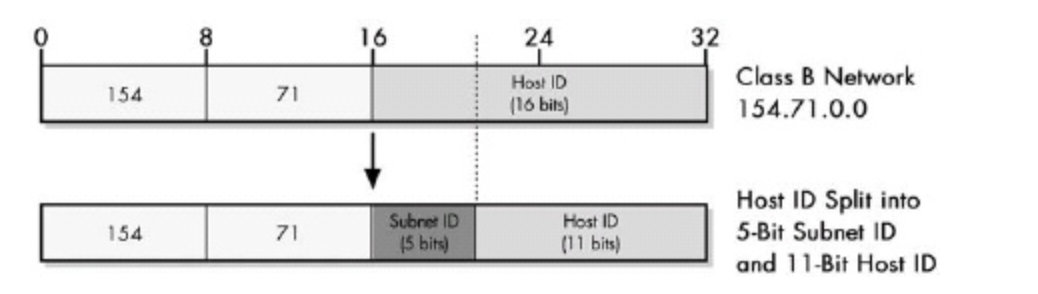 0 8 16 24 32
154
71
Host ID
(16 bits)
Class B Network
154.71.0.0
154
71
Subnet ID
(5 bits)
Host ID
(11 bits)
Host ID Split into
5-Bit Subnet ID
and 11-Bit Host ID